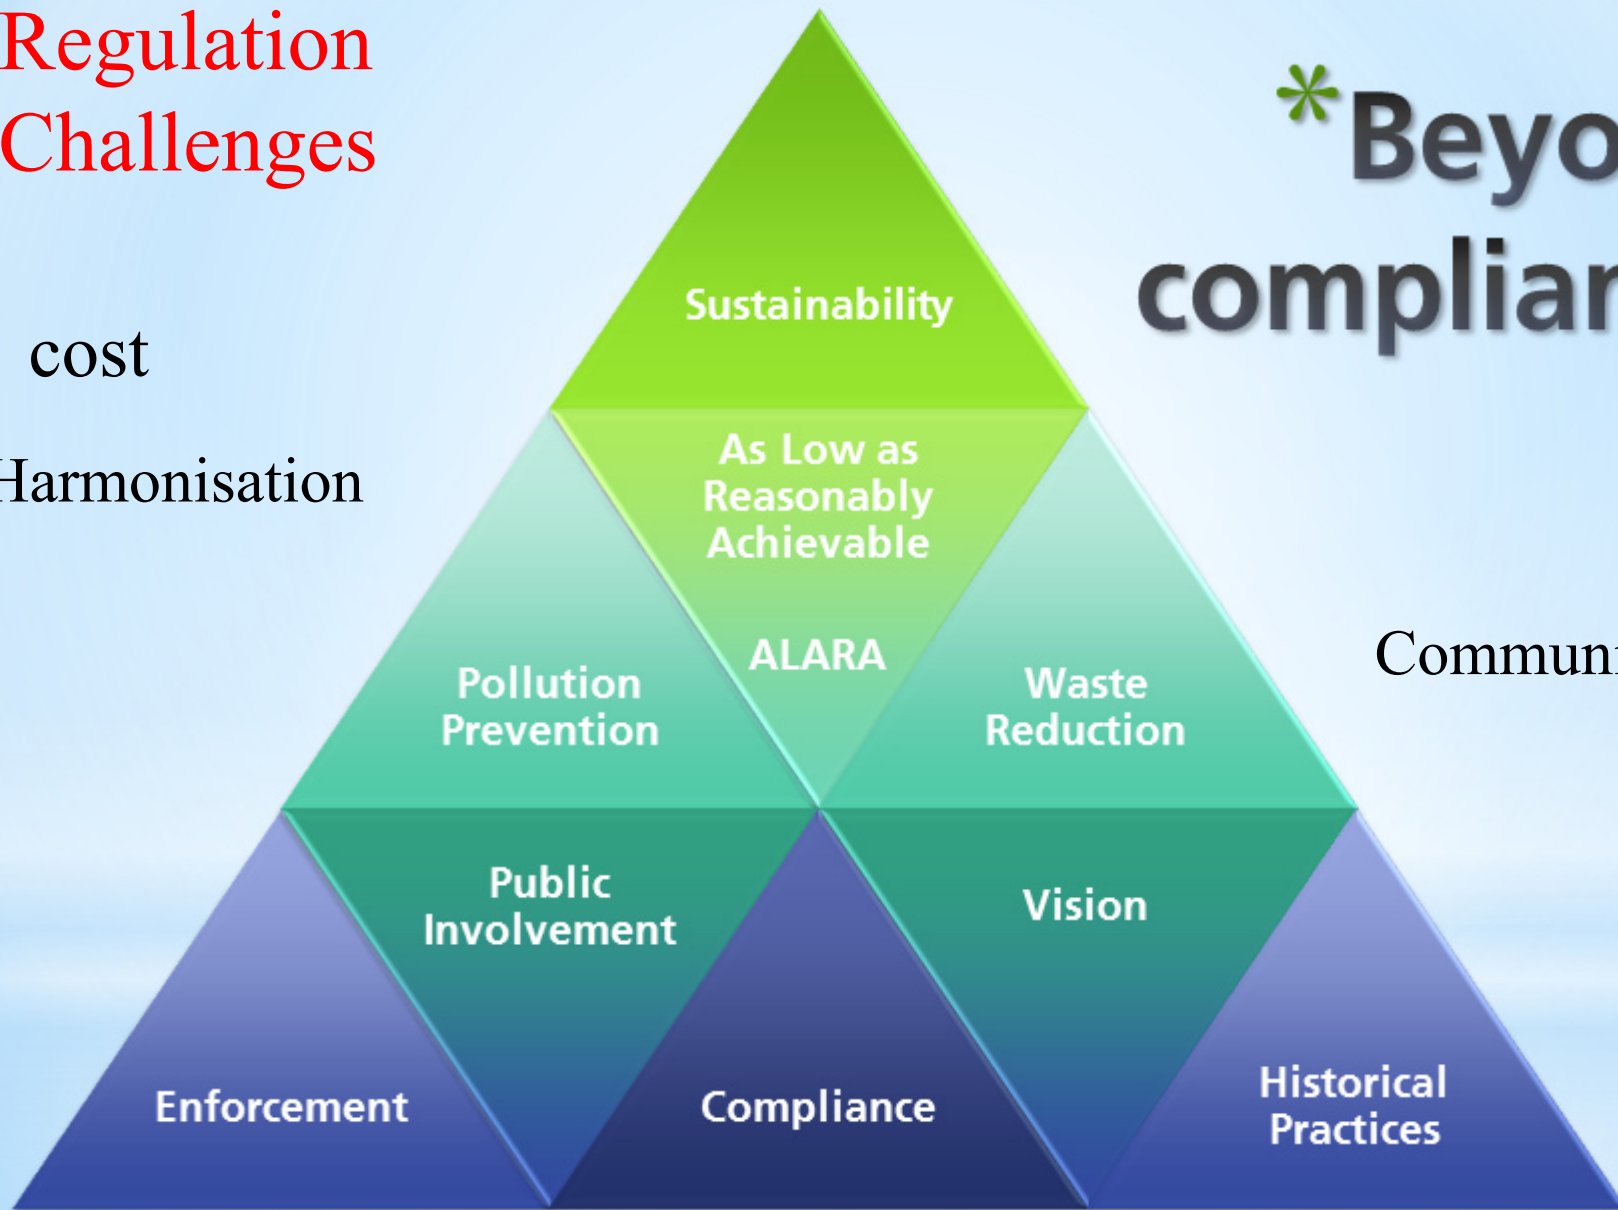 Regulation
Challenges
*Beyo
complian
cost
Harmonisation
Communi
Sustainability
As Low as
Reasonably
Achievable
ALARA
Pollution
Prevention
Waste
Reduction
Public
Involvement
Vision
Enforcement
Compliance
Historical
Practices